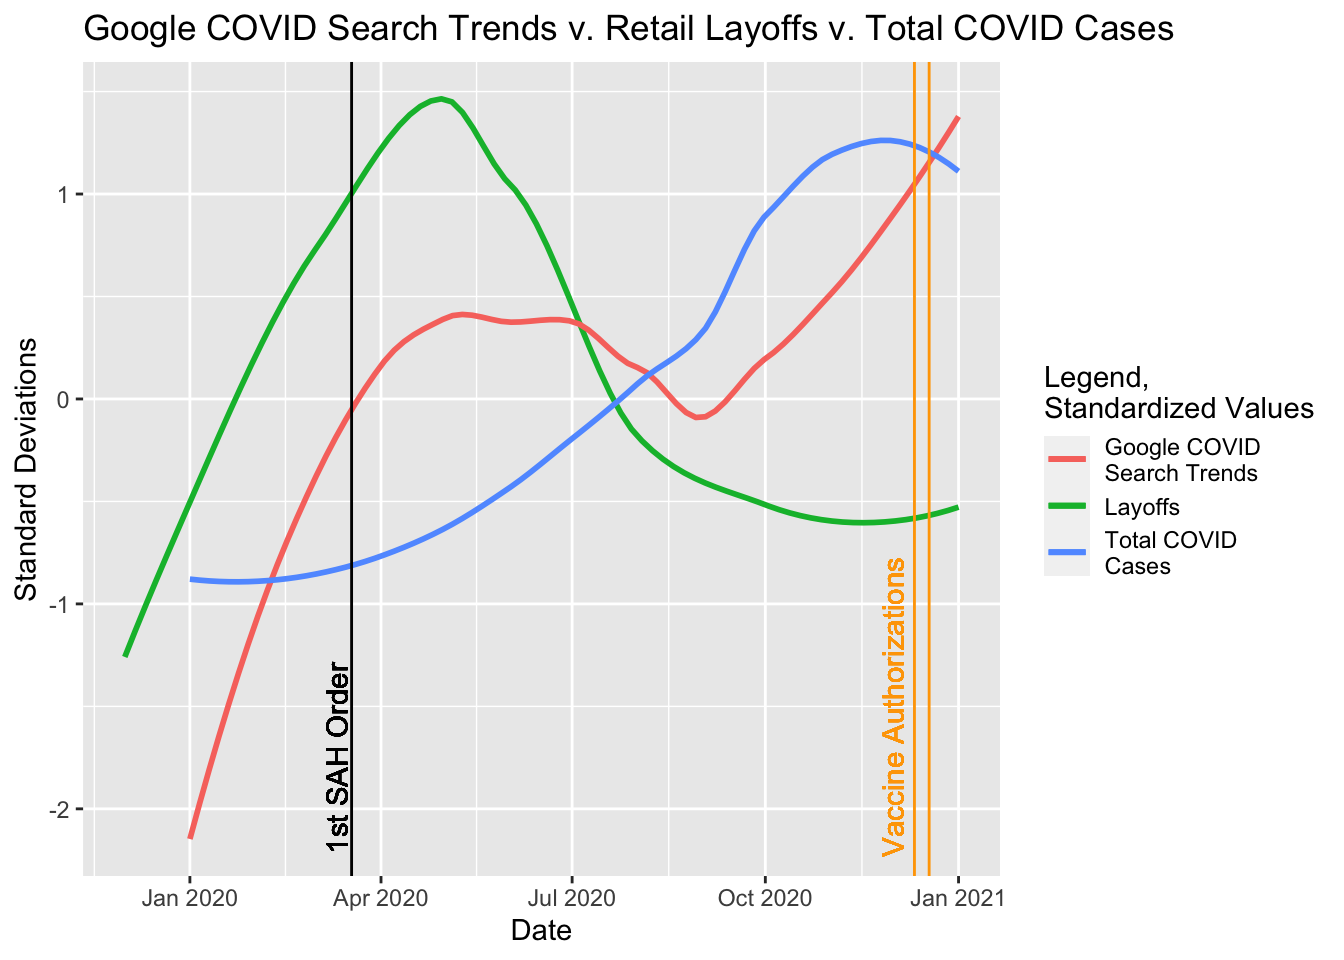 Google COVID Search Trends v. Retail Layoffs v. Total COVID Cases
Standard Deviations
1
0
-1
-2
1st SAH Order
Vaccine Authorizations
Jan 2020
Apr 2020
Jul 2020
Oct 2020
Jan 2021
Date
Legend,
Standardized Values
Google COVID
Search Trends
Layoffs
Total COVID
Cases